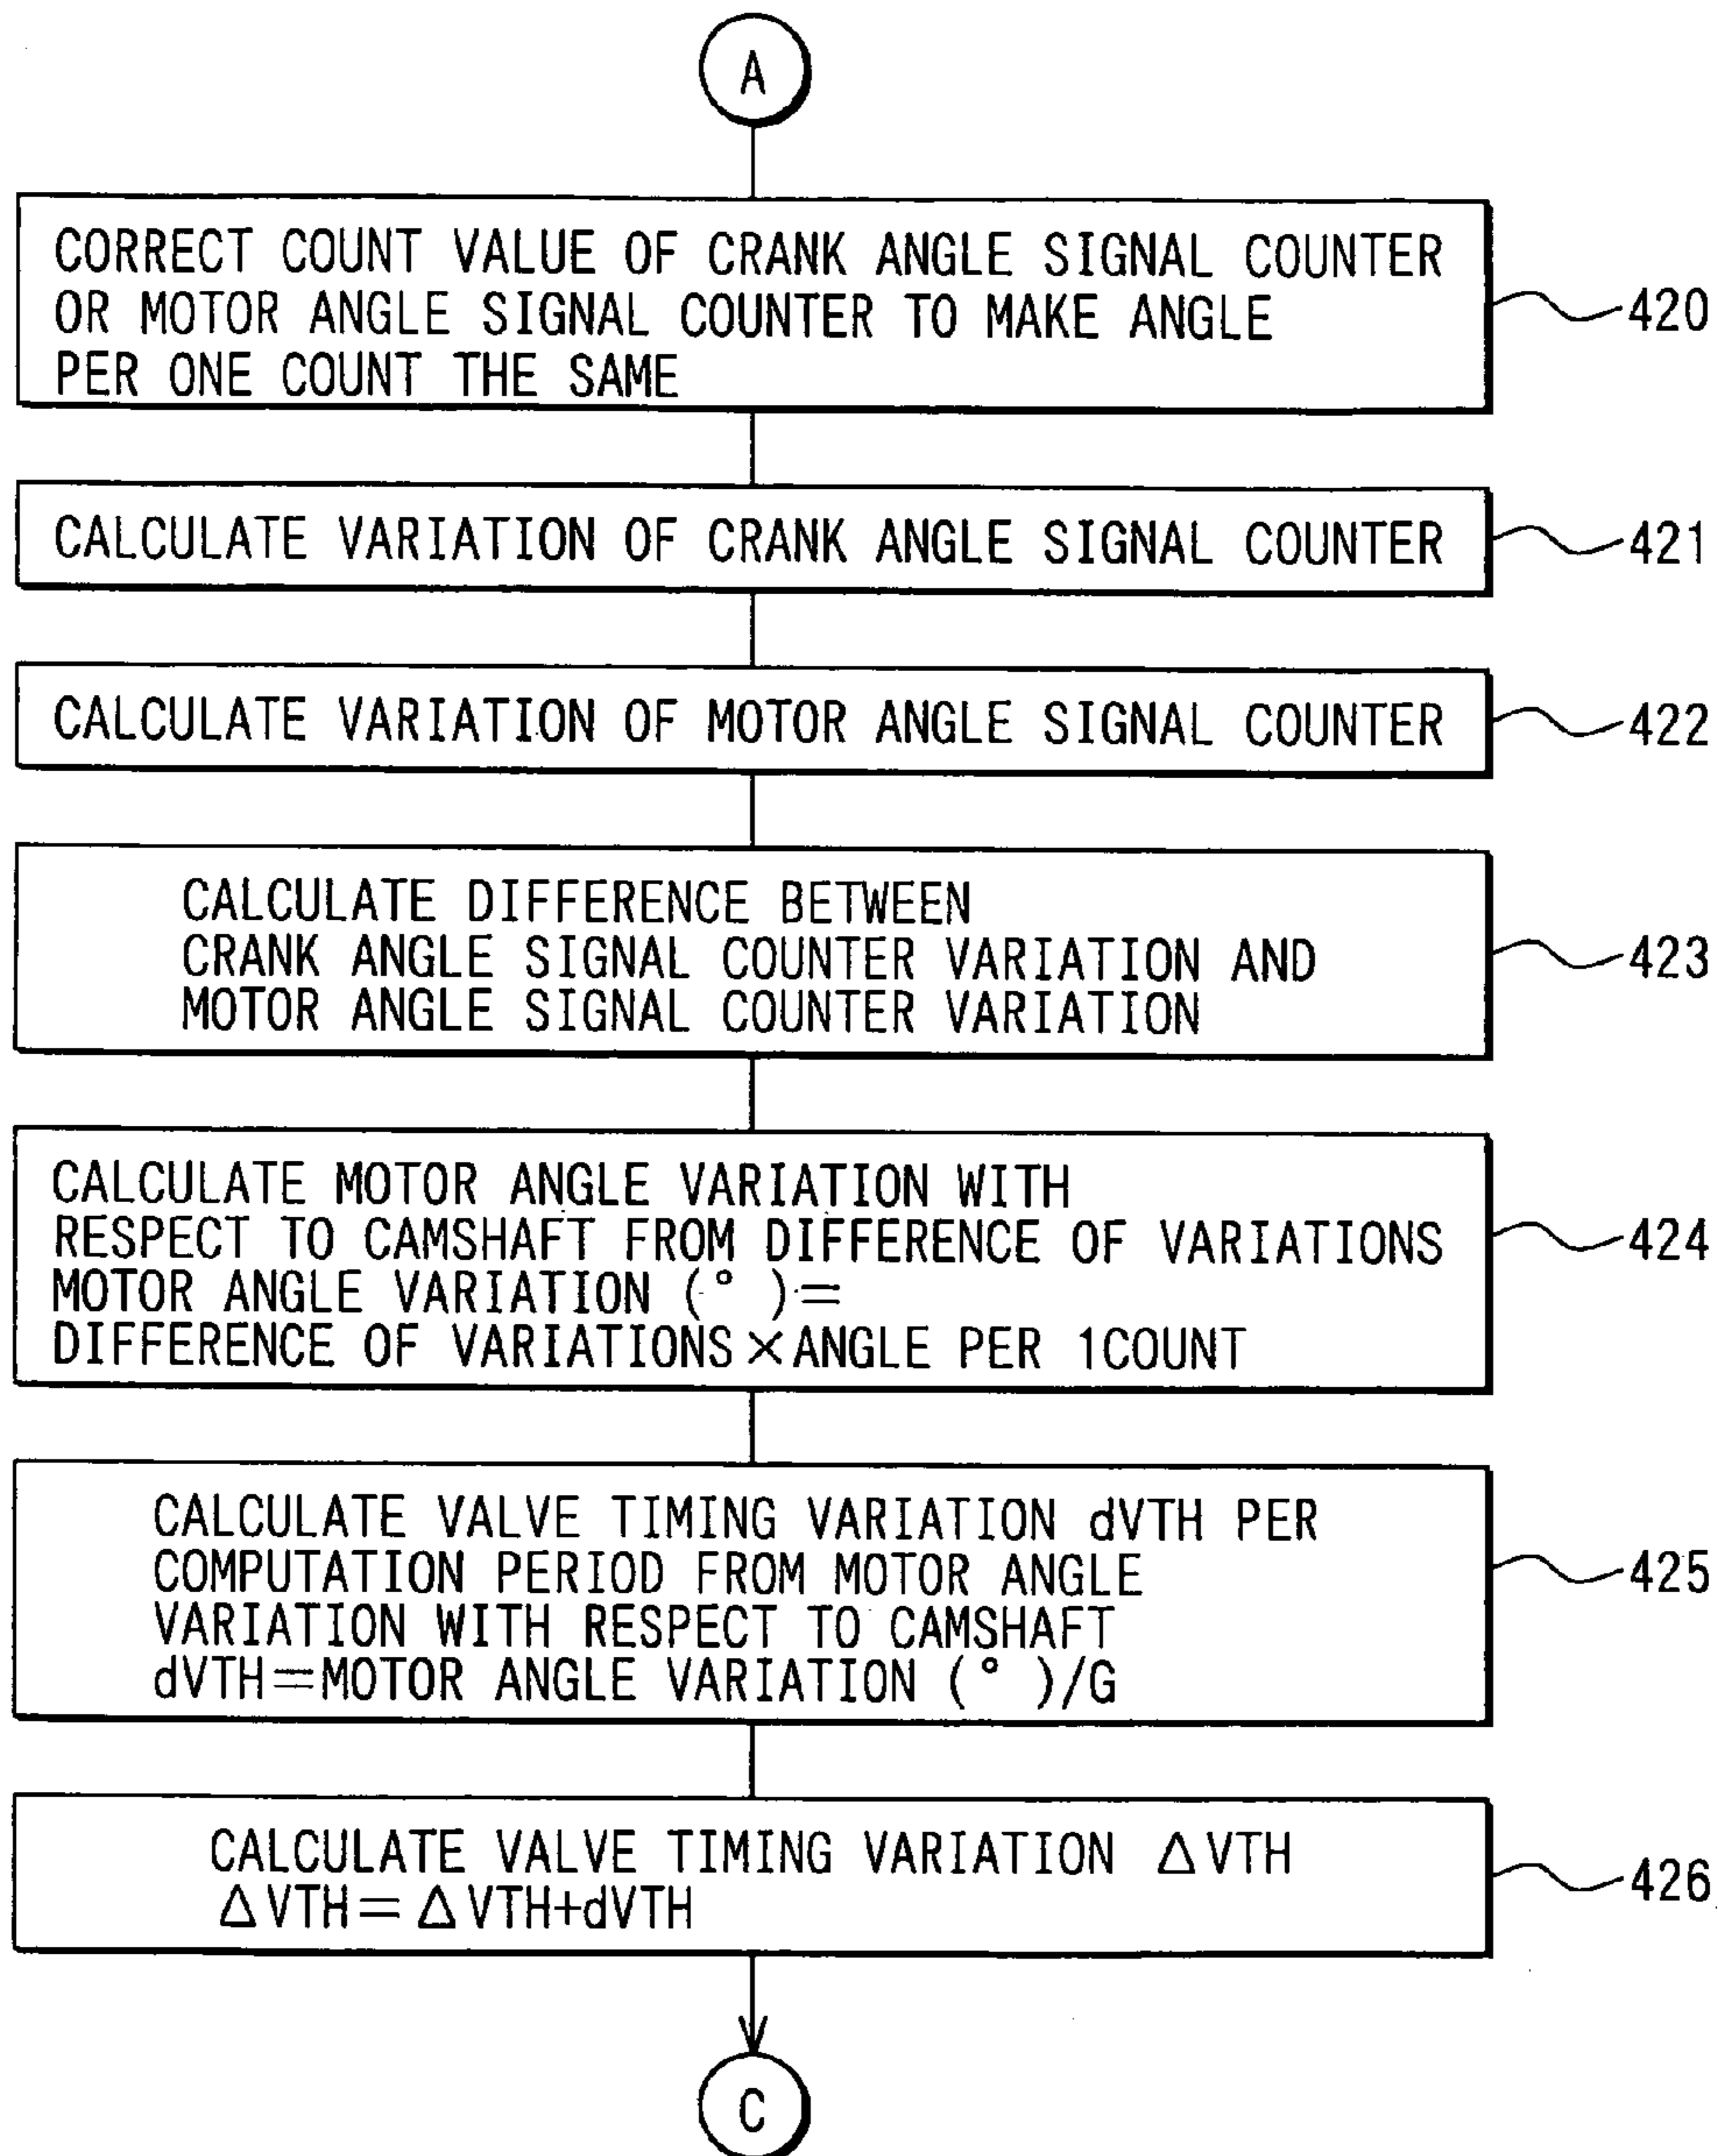 A
CORRECT COUNT VALUE OF CRANK ANGLE SIGNAL COUNTER
OR MOTOR ANGLE SIGNAL COUNTER TO MAKE ANGLE
PER ONE COUNT THE SAME
420
CALCULATE VARIATION OF CRANK ANGLE SIGNAL COUNTER
421
CALCULATE VARIATION OF MOTOR ANGLE SIGNAL COUNTER
422
CALCULATE DIFFERENCE BETWEEN
CRANK ANGLE SIGNAL COUNTER VARIATION AND
MOTOR ANGLE SIGNAL COUNTER VARIATION
423
CALCULATE MOTOR ANGLE VARIATION WITH
RESPECT TO CAMSHAFT FROM DIFFERENCE OF VARIATIONS
MOTOR ANGLE VARIATION (° )=
DIFFERENCE OF VARIATIONS×ANGLE PER 1COUNT
424
CALCULATE VALVE TIMING VARIATION dVTH PER
COMPUTATION PERIOD FROM MOTOR ANGLE
VARIATION WITH RESPECT TO CAMSHAFT
dVTH=MOTOR ANGLE VARIATION (° )/G
425
CALCULATE VALVE TIMING VARIATION ΔVTH
ΔVTH=ΔVTH+dVTH
426
C